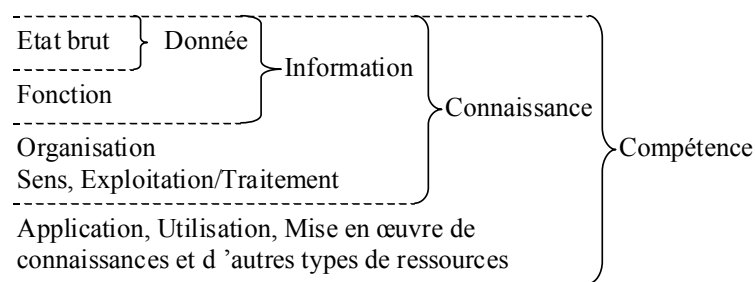 Etat brut Donnée
Information
Fonction
Connaissance
Organisation
Compétence
Sens, Exploitation/Traitement
Application, Utilisation, Mise en œuvre de
connaissances et d ’autres types de ressources